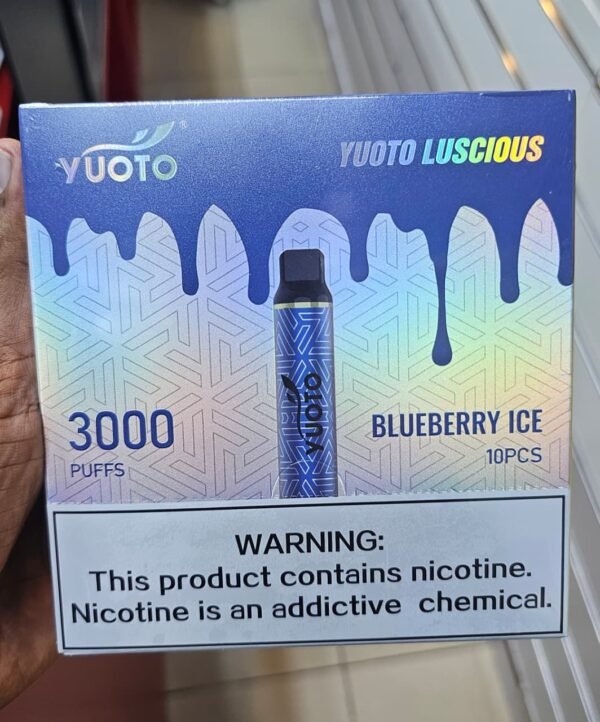 YUOTO®
YUOTO LUSCIOUS
YUOTO
3000
PUFFS
BLUEBERRY ICE
10PCS
WARNING:
This product contains nicotine.
Nicotine is an addictive chemical.